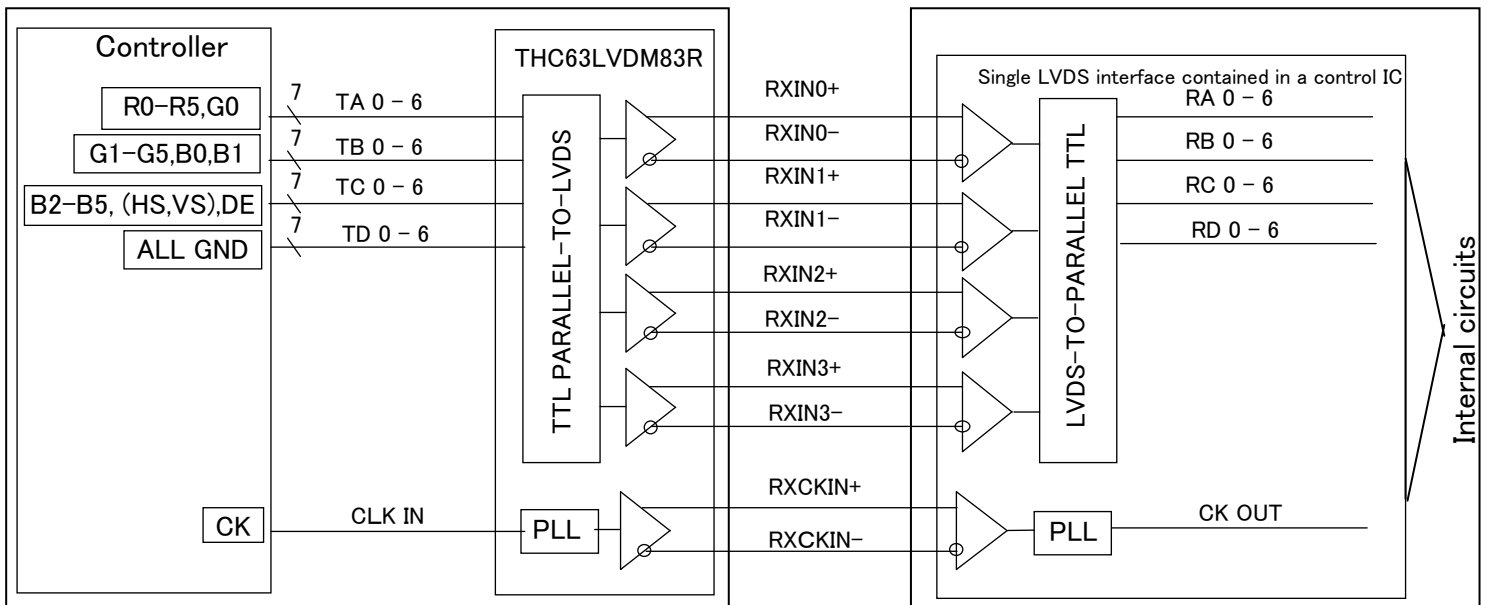 Controller
R0-R5,G0
G1-G5,B0,B1
B2-B5, (HS,VS),DE
ALL GND
CK
7
TA 0 - 6
7
TB 0 - 6
7
TC 0 - 6
7
TD 0 - 6
CLK IN
THC63LVDM83R
TTL PARALLEL-TO-LVDS
PLL
RXIN0+
RXIN0-
RXIN1+
RXIN1-
RXIN2+
RXIN2-
RXIN3+
RXIN3-
RXCKIN+
RXCKIN-
Single LVDS interface contained in a control IC
LVDS-TO-PARALLEL TTL
PLL
RA 0 - 6
RB 0 - 6
RC 0 - 6
RD 0 - 6
CK OUT
Internal circuits